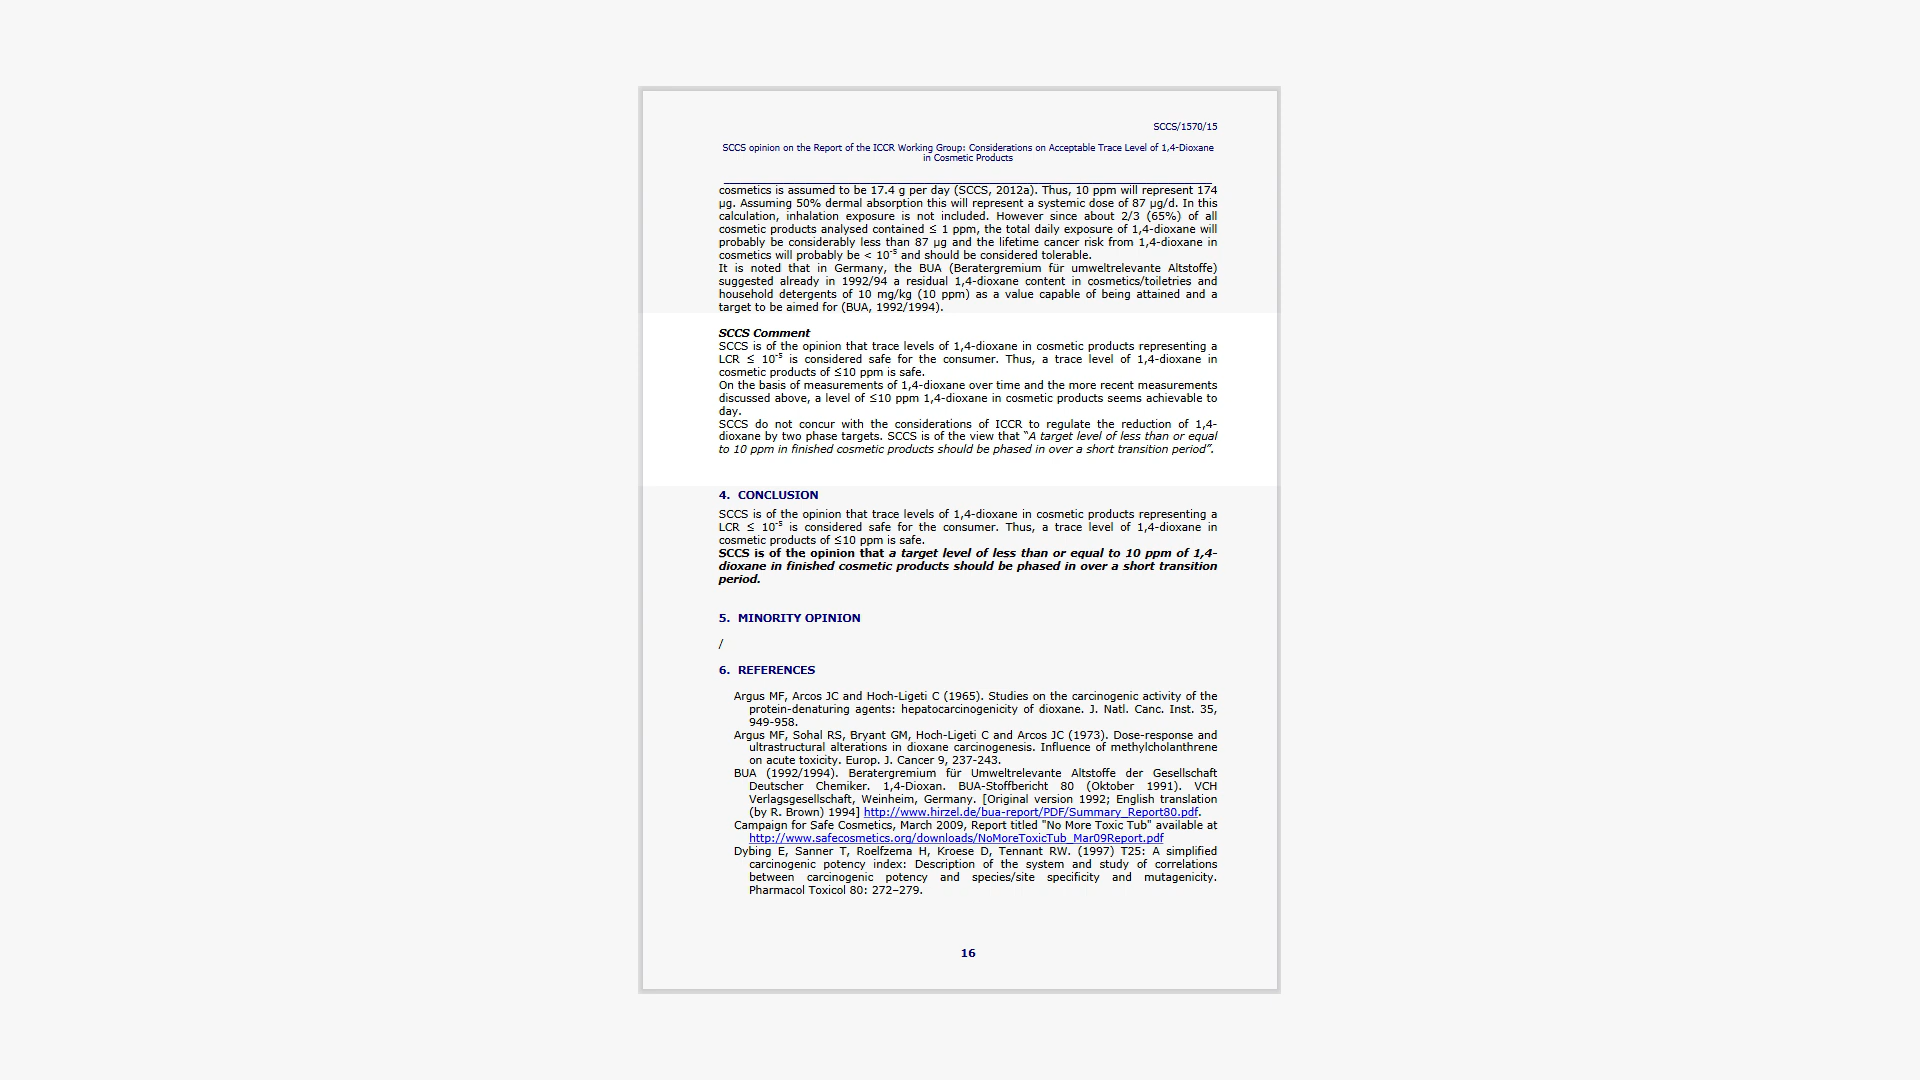 SCCS/1570/15
SCCS opinion on the Report of the ICCR Working Group: Considerations on Acceptable Trace Level of 1,4-Dioxane
in Cosmetic Products
cosmetics is assumed to be 17.4 g per day (SCCS, 2012a). Thus, 10 ppm will represent 174
µg. Assuming 50% dermal absorption this will represent a systemic dose of 87 µg/d. In this
calculation, inhalation exposure is not included. However since about 2/3 (65%) of all
cosmetic products analysed contained ≤ 1 ppm, the total daily exposure of 1,4-dioxane will
probably be considerably less than 87 µg and the lifetime cancer risk from 1,4-dioxane in
cosmetics will probably be < 10⁻⁵ and should be considered tolerable.
It is noted that in Germany, the BUA (Beratergremium für umweltrelevante Altstoffe)
suggested already in 1992/94 a residual 1,4-dioxane content in cosmetics/toiletries and
household detergents of 10 mg/kg (10 ppm) as a value capable of being attained and a
target to be aimed for (BUA, 1992/1994).
SCCS Comment
SCCS is of the opinion that trace levels of 1,4-dioxane in cosmetic products representing a
LCR ≤ 10⁻⁵ is considered safe for the consumer. Thus, a trace level of 1,4-dioxane in
cosmetic products of ≤10 ppm is safe.
On the basis of measurements of 1,4-dioxane over time and the more recent measurements
discussed above, a level of ≤10 ppm 1,4-dioxane in cosmetic products seems achievable to
day.
SCCS do not concur with the considerations of ICCR to regulate the reduction of 1,4-
dioxane by two phase targets. SCCS is of the view that “A target level of less than or equal
to 10 ppm in finished cosmetic products should be phased in over a short transition period”.
4. CONCLUSION
SCCS is of the opinion that trace levels of 1,4-dioxane in cosmetic products representing a
LCR ≤ 10⁻⁵ is considered safe for the consumer. Thus, a trace level of 1,4-dioxane in
cosmetic products of ≤10 ppm is safe.
SCCS is of the opinion that a target level of less than or equal to 10 ppm of 1,4-
dioxane in finished cosmetic products should be phased in over a short transition
period.
5. MINORITY OPINION
/
6. REFERENCES
Argus MF, Arcos JC and Hoch-Ligeti C (1965). Studies on the carcinogenic activity of the
protein-denaturing agents: hepatocarcinogenicity of dioxane. J. Natl. Canc. Inst. 35,
949-958.
Argus MF, Sohal RS, Bryant GM, Hoch-Ligeti C and Arcos JC (1973). Dose-response and
ultrastructural alterations in dioxane carcinogenesis. Influence of methylcholanthrene
on acute toxicity. Europ. J. Cancer 9, 237-243.
BUA (1992/1994). Beratergremium für Umweltrelevante Altstoffe der Gesellschaft
Deutscher Chemiker. 1,4-Dioxan. BUA-Stoffbericht 80 (Oktober 1991). VCH
Verlagsgesellschaft, Weinheim, Germany. [Original version 1992; English translation
(by R. Brown) 1994] http://www.hirzel.de/bua-report/PDF/Summary_Report80.pdf.
Campaign for Safe Cosmetics, March 2009, Report titled "No More Toxic Tub" available at
http://www.safecosmetics.org/downloads/NoMoreToxicTub_Mar09Report.pdf
Dybing E, Sanner T, Roelfzema H, Kroese D, Tennant RW. (1997) T25: A simplified
carcinogenic potency index: Description of the system and study of correlations
between carcinogenic potency and species/site specificity and mutagenicity.
Pharmacol Toxicol 80: 272–279.
16